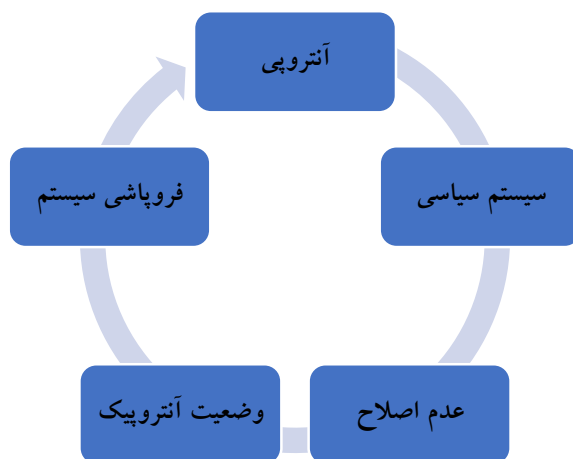 آنتروپی
سیستم سیاسی
عدم اصلاح
وضعیت آنتروپیک
فروپاشی سیستم